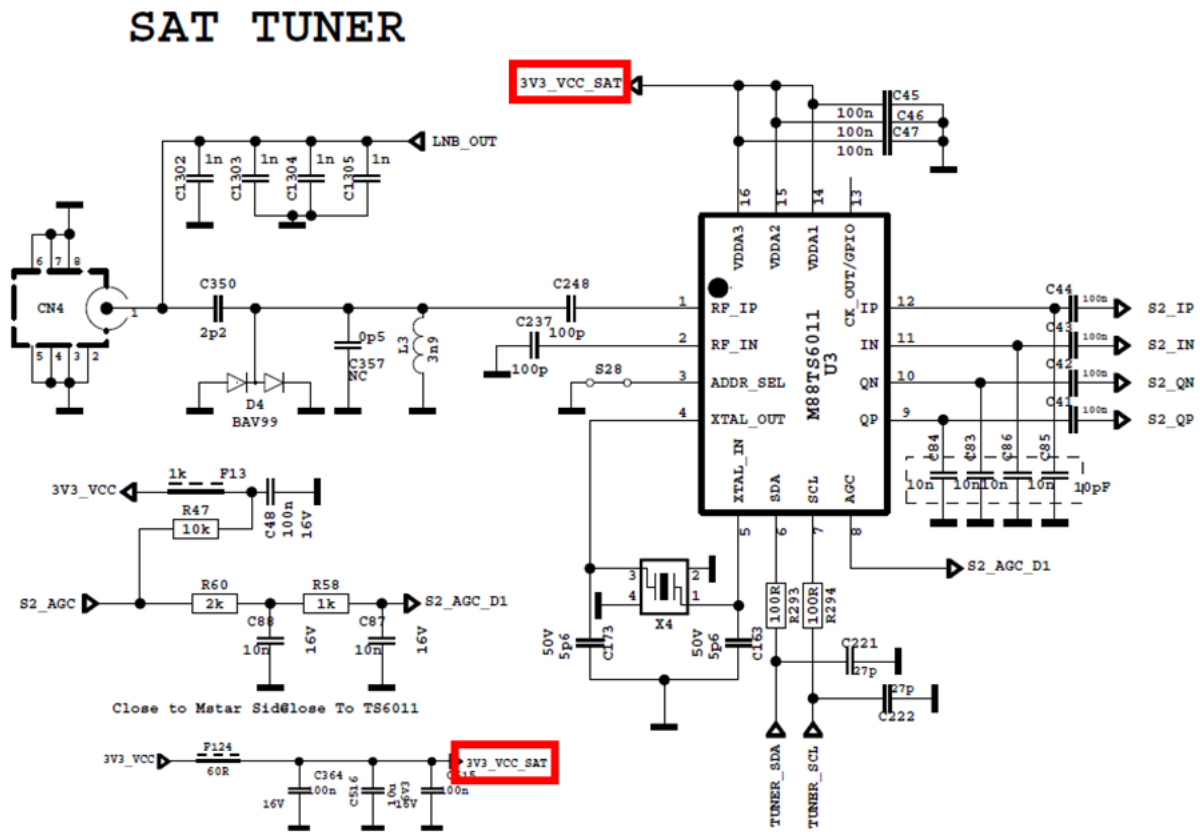 SAT TUNER
3V3_VCC_SAT
C45
100n
C46
100n
C47
100n
LNB_OUT
1n
C1302
1n
C1303
1n
C1304
1n
C1305
16
15
14
13
VDDA3
VDDA2
VDDA1
CK_OUT/GPIO
6
7
8
CN4
1
5
4
3
2
C350
2p2
D4
BAV99
0p5
C357
NC
L3
3n9
C248
100p
C237
100p
S28
1
RF_IP
2
RF_IN
3
ADDR_SEL
4
XTAL_OUT
M88TS6011
U3
IP
12
IN
11
QN
10
QP
9
C44
100n
S2_IP
C43
100n
S2_IN
C42
100n
S2_QN
C41
100n
S2_QP
C84
C83
C86
C85
10n
10n
10n
10n
10pF
XTAL_IN
SDA
SCL
AGC
5
6
7
8
S2_AGC_D1
3V3_VCC
1k
F13
R47
10k
C48
100n
16V
S2_AGC
R60
2k
R58
1k
S2_AGC_D1
C88
10n
16V
C87
10n
16V
Close to Mstar Side
Close To TS6011
3
2
4
1
X4
50V
5p6
C173
50V
5p6
C163
100R
R293
100R
R294
C221
27p
27p
C222
TUNER_SDA
TUNER_SCL
3V3_VCC
F124
60R
C364
100n
16V
C516
10u
6V3
16V
C515
100n
3V3_VCC_SAT